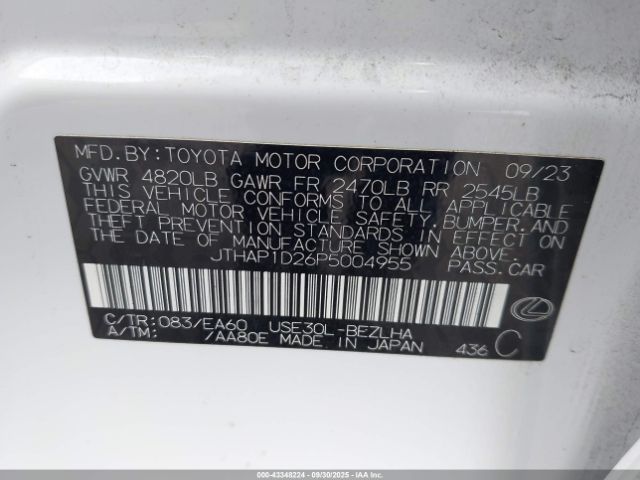 MFD.BY:TOYOTA MOTOR CORPORATION 09/23
GVWR 4820LB GAWR FR 2470LB RR 2545LB
THIS VEHICLE CONFORMS TO ALL APPLICABLE
FEDERAL MOTOR VEHICLE SAFETY, BUMPER, AND
THEFT PREVENTION STANDARDS IN EFFECT ON
THE DATE OF MANUFACTURE SHOWN ABOVE.
JTHAP1D26P5004955 PASS.CAR
C/TR:083/EA60 USE30L-BEZLHA
A/TM: /AA80E MADE IN JAPAN 436 C
000-43348224 - 09/30/2025 - IAAI.COM